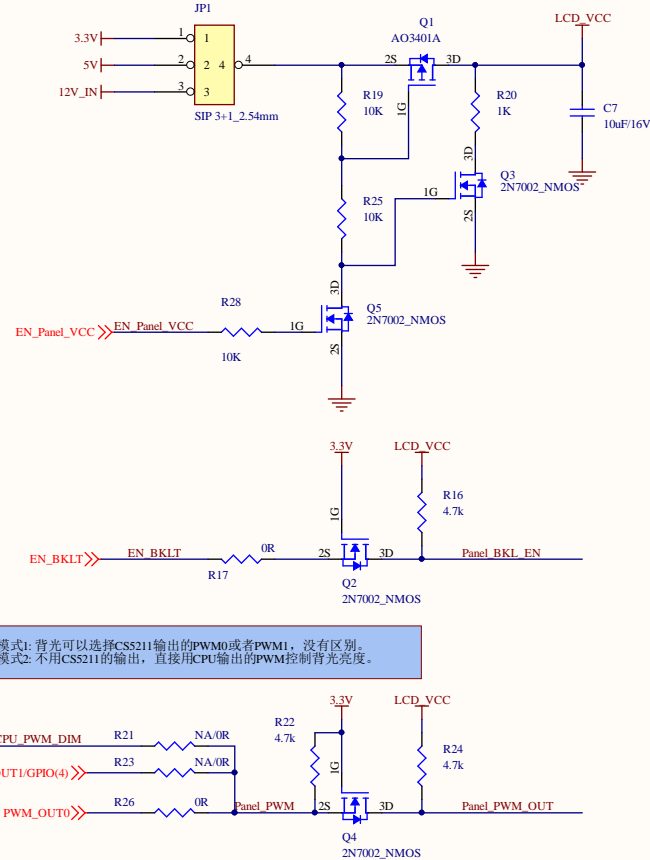 JP1
3.3V 1 1
5V 2 2 4 4
12V_IN 3 3
SIP 3+1_2.54mm
Q1
AO3401A
2S 3D
1G
LCD_VCC
R19
10K
R20
1K
C7
10uF/16V
R25
10K
3D
1G
2S
Q3
2N7002_NMOS
R28
10K
EN_Panel_VCC EN_Panel_VCC
1G
3D
2S
Q5
2N7002_NMOS
3.3V LCD_VCC
R16
4.7k
1G
EN_BKLT EN_BKLT
0R
R17
2S 3D
Panel_BKL_EN
Q2
2N7002_NMOS
模式1: 背光可以选择CS5211输出的PWM0或者PWM1，没有区别。
模式2: 不用CS5211的输出，直接用CPU输出的PWM控制背光亮度。
3.3V LCD_VCC
R22
4.7k
CPU_PWM_DIM R21 NA/0R
OUT1/GPIO(4) R23 NA/0R
PWM_OUT0 R26 0R
Panel_PWM
1G
R24
4.7k
2S 3D
Panel_PWM_OUT
Q4
2N7002_NMOS